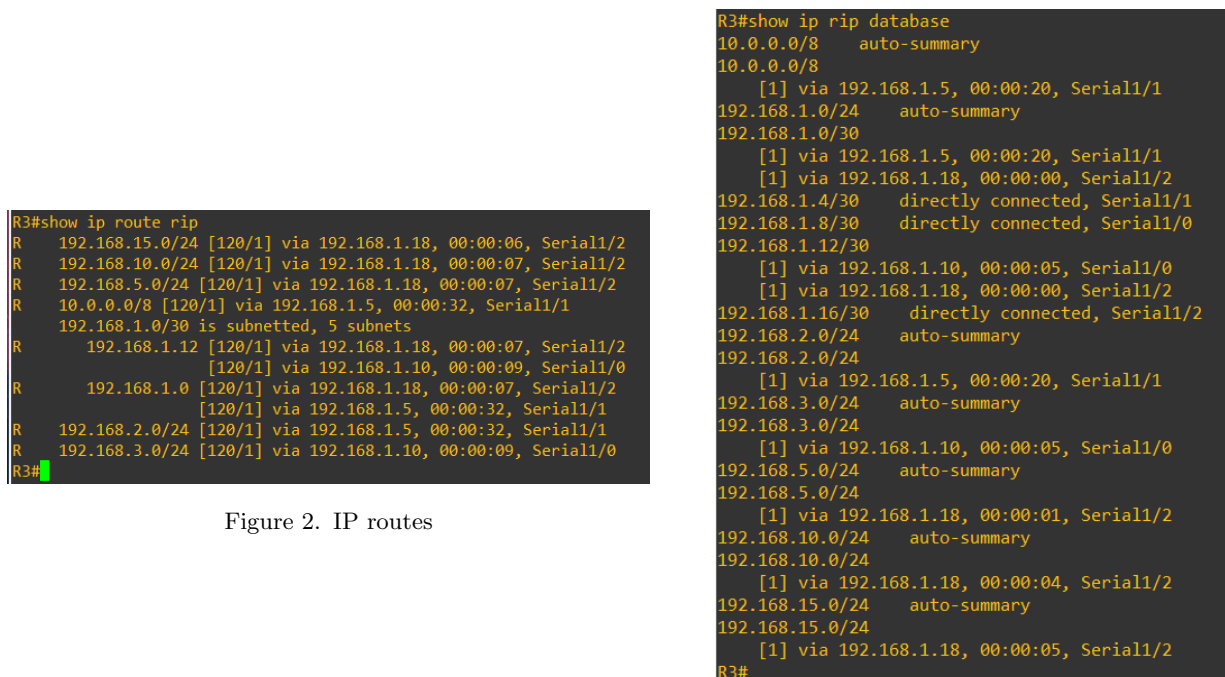 R3#show ip route rip
R    192.168.15.0/24 [120/1] via 192.168.1.18, 00:00:06, Serial1/2
R    192.168.10.0/24 [120/1] via 192.168.1.18, 00:00:07, Serial1/2
R    192.168.5.0/24 [120/1] via 192.168.1.18, 00:00:07, Serial1/2
R    10.0.0.0/8 [120/1] via 192.168.1.5, 00:00:32, Serial1/1
     192.168.1.0/30 is subnetted, 5 subnets
R       192.168.1.12 [120/1] via 192.168.1.18, 00:00:07, Serial1/2
                     [120/1] via 192.168.1.10, 00:00:09, Serial1/0
R       192.168.1.0 [120/1] via 192.168.1.18, 00:00:07, Serial1/2
                    [120/1] via 192.168.1.5, 00:00:32, Serial1/1
R    192.168.2.0/24 [120/1] via 192.168.1.5, 00:00:32, Serial1/1
R    192.168.3.0/24 [120/1] via 192.168.1.10, 00:00:09, Serial1/0
R3#
Figure 2. IP routes
R3#show ip rip database
10.0.0.0/8    auto-summary
10.0.0.0/8
    [1] via 192.168.1.5, 00:00:20, Serial1/1
192.168.1.0/24    auto-summary
192.168.1.0/30
    [1] via 192.168.1.5, 00:00:20, Serial1/1
    [1] via 192.168.1.18, 00:00:00, Serial1/2
192.168.1.4/30    directly connected, Serial1/1
192.168.1.8/30    directly connected, Serial1/0
192.168.1.12/30
    [1] via 192.168.1.10, 00:00:05, Serial1/0
    [1] via 192.168.1.18, 00:00:00, Serial1/2
192.168.1.16/30    directly connected, Serial1/2
192.168.2.0/24    auto-summary
192.168.2.0/24
    [1] via 192.168.1.5, 00:00:20, Serial1/1
192.168.3.0/24    auto-summary
192.168.3.0/24
    [1] via 192.168.1.10, 00:00:05, Serial1/0
192.168.5.0/24    auto-summary
192.168.5.0/24
    [1] via 192.168.1.18, 00:00:01, Serial1/2
192.168.10.0/24    auto-summary
192.168.10.0/24
    [1] via 192.168.1.18, 00:00:04, Serial1/2
192.168.15.0/24    auto-summary
192.168.15.0/24
    [1] via 192.168.1.18, 00:00:05, Serial1/2
R3#